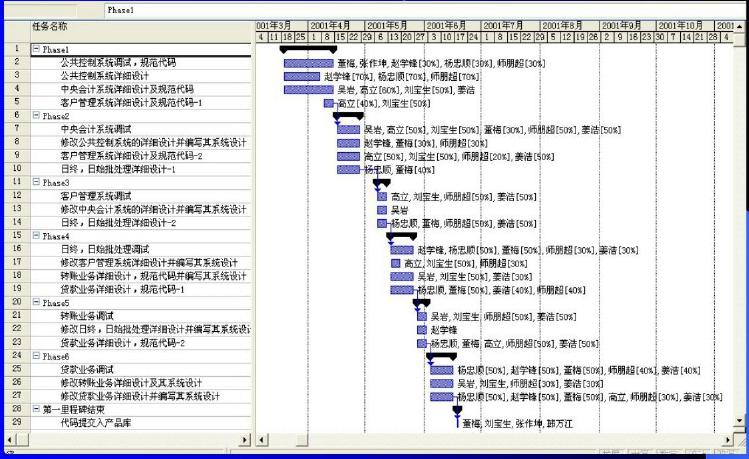 Phase1
任务名称
001年3月 2001年4月 2001年5月 2001年6月 2001年7月 2001年8月 2001年9月 2001年10月 2001
4 11 18 25 1 8 15 22 29 6 13 20 27 3 10 17 24 1 8 15 22 29 5 12 19 26 2 9 16 23 30 7 14 21 28 4
1 Phase1
2 公共控制系统调试，规范代码 董梅, 张作坤, 赵学锋[30%], 杨忠顺[30%], 师朋超[30%]
3 公共控制系统详细设计 赵学锋[70%], 杨忠顺[70%], 师朋超[70%]
4 中央会计系统详细设计及规范代码 吴岩, 高立[60%], 刘宝生[50%], 姜浩
5 客户管理系统详细设计及规范代码-1 高立[40%], 刘宝生[50%]
6 Phase2
7 中央会计系统调试 吴岩, 高立[50%], 刘宝生[50%], 董梅[30%], 师朋超[50%], 姜浩[50%]
8 修改公共控制系统的详细设计并编写其系统设计 赵学锋, 董梅[30%], 师朋超[30%]
9 客户管理系统详细设计及规范代码-2 高立[50%], 刘宝生[50%], 师朋超[20%], 姜浩[50%]
10 日终，日始批处理详细设计-1 杨忠顺, 董梅[40%]
11 Phase3
12 客户管理系统调试 高立, 刘宝生, 师朋超[50%], 姜浩[50%]
13 修改中央会计系统的详细设计并编写其系统设计 吴岩
14 日终，日始批处理详细设计-2 杨忠顺, 董梅, 师朋超[50%], 姜浩[50%]
15 Phase4
16 日终，日始批处理调试 赵学锋, 杨忠顺[50%], 董梅[50%], 师朋超[30%], 姜浩[30%]
17 修改客户管理系统详细设计并编写其系统设计 高立, 刘宝生[50%], 师朋超[30%]
18 转账业务详细设计，规范代码并编写其系统设计 吴岩, 刘宝生[50%], 姜浩[30%]
19 贷款业务详细设计，规范代码-1 杨忠顺, 董梅[50%], 姜浩[40%], 师朋超[40%]
20 Phase5
21 转账业务调试 吴岩, 刘宝生, 师朋超[50%], 姜浩[50%]
22 修改日终，日始批处理详细设计并编写其系统设计 赵学锋
23 贷款业务详细设计，规范代码-2 杨忠顺, 董梅, 高立, 师朋超[50%], 姜浩[50%]
24 Phase6
25 贷款业务调试 杨忠顺[50%], 赵学锋[50%], 董梅[50%], 师朋超[40%], 姜浩[40%]
26 修改转账业务详细设计及其系统设计 吴岩, 刘宝生, 师朋超[30%], 姜浩[30%]
27 修改贷款业务详细设计并编写其系统设计 杨忠顺[50%], 赵学锋[50%], 董梅[50%], 高立, 师朋超[30%], 姜浩[30%]
28 第一里程碑结束
29 代码提交入产品库 董梅, 刘宝生, 张作坤, 韩万江